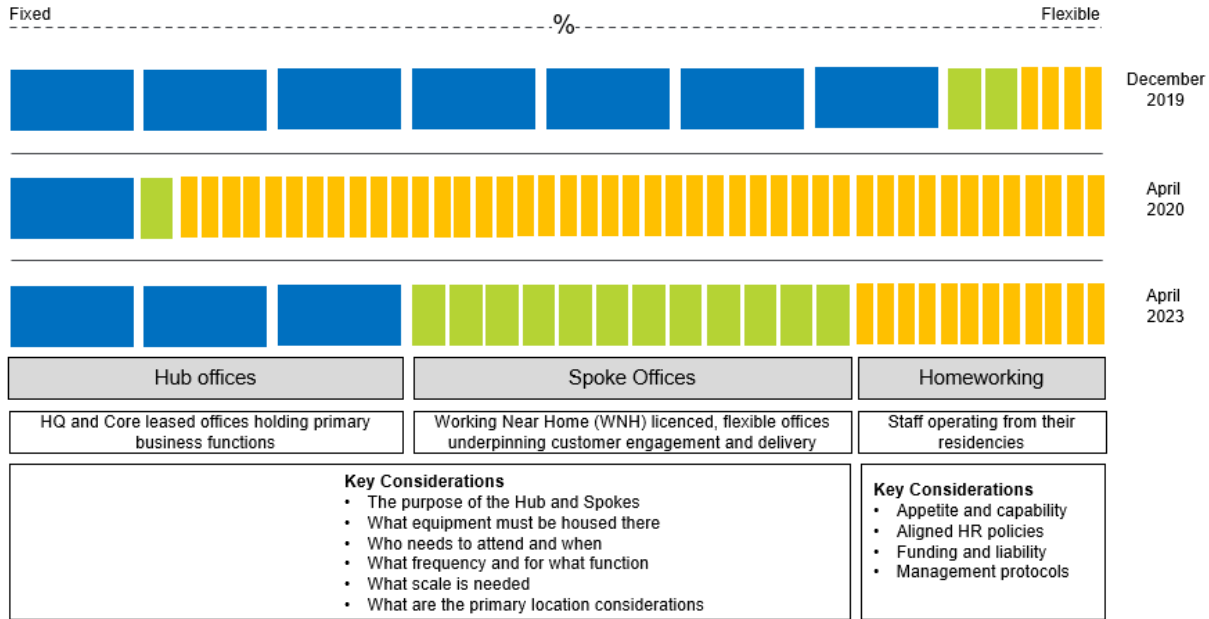 Fixed
%
Flexible
December
2019
April
2020
April
2023
Hub offices
Spoke Offices
Homeworking
HQ and Core leased offices holding primary
business functions
Working Near Home (WNH) licenced, flexible offices
underpinning customer engagement and delivery
Staff operating from their
residencies
Key Considerations
• The purpose of the Hub and Spokes
• What equipment must be housed there
• Who needs to attend and when
• What frequency and for what function
• What scale is needed
• What are the primary location considerations
Key Considerations
• Appetite and capability
• Aligned HR policies
• Funding and liability
• Management protocols